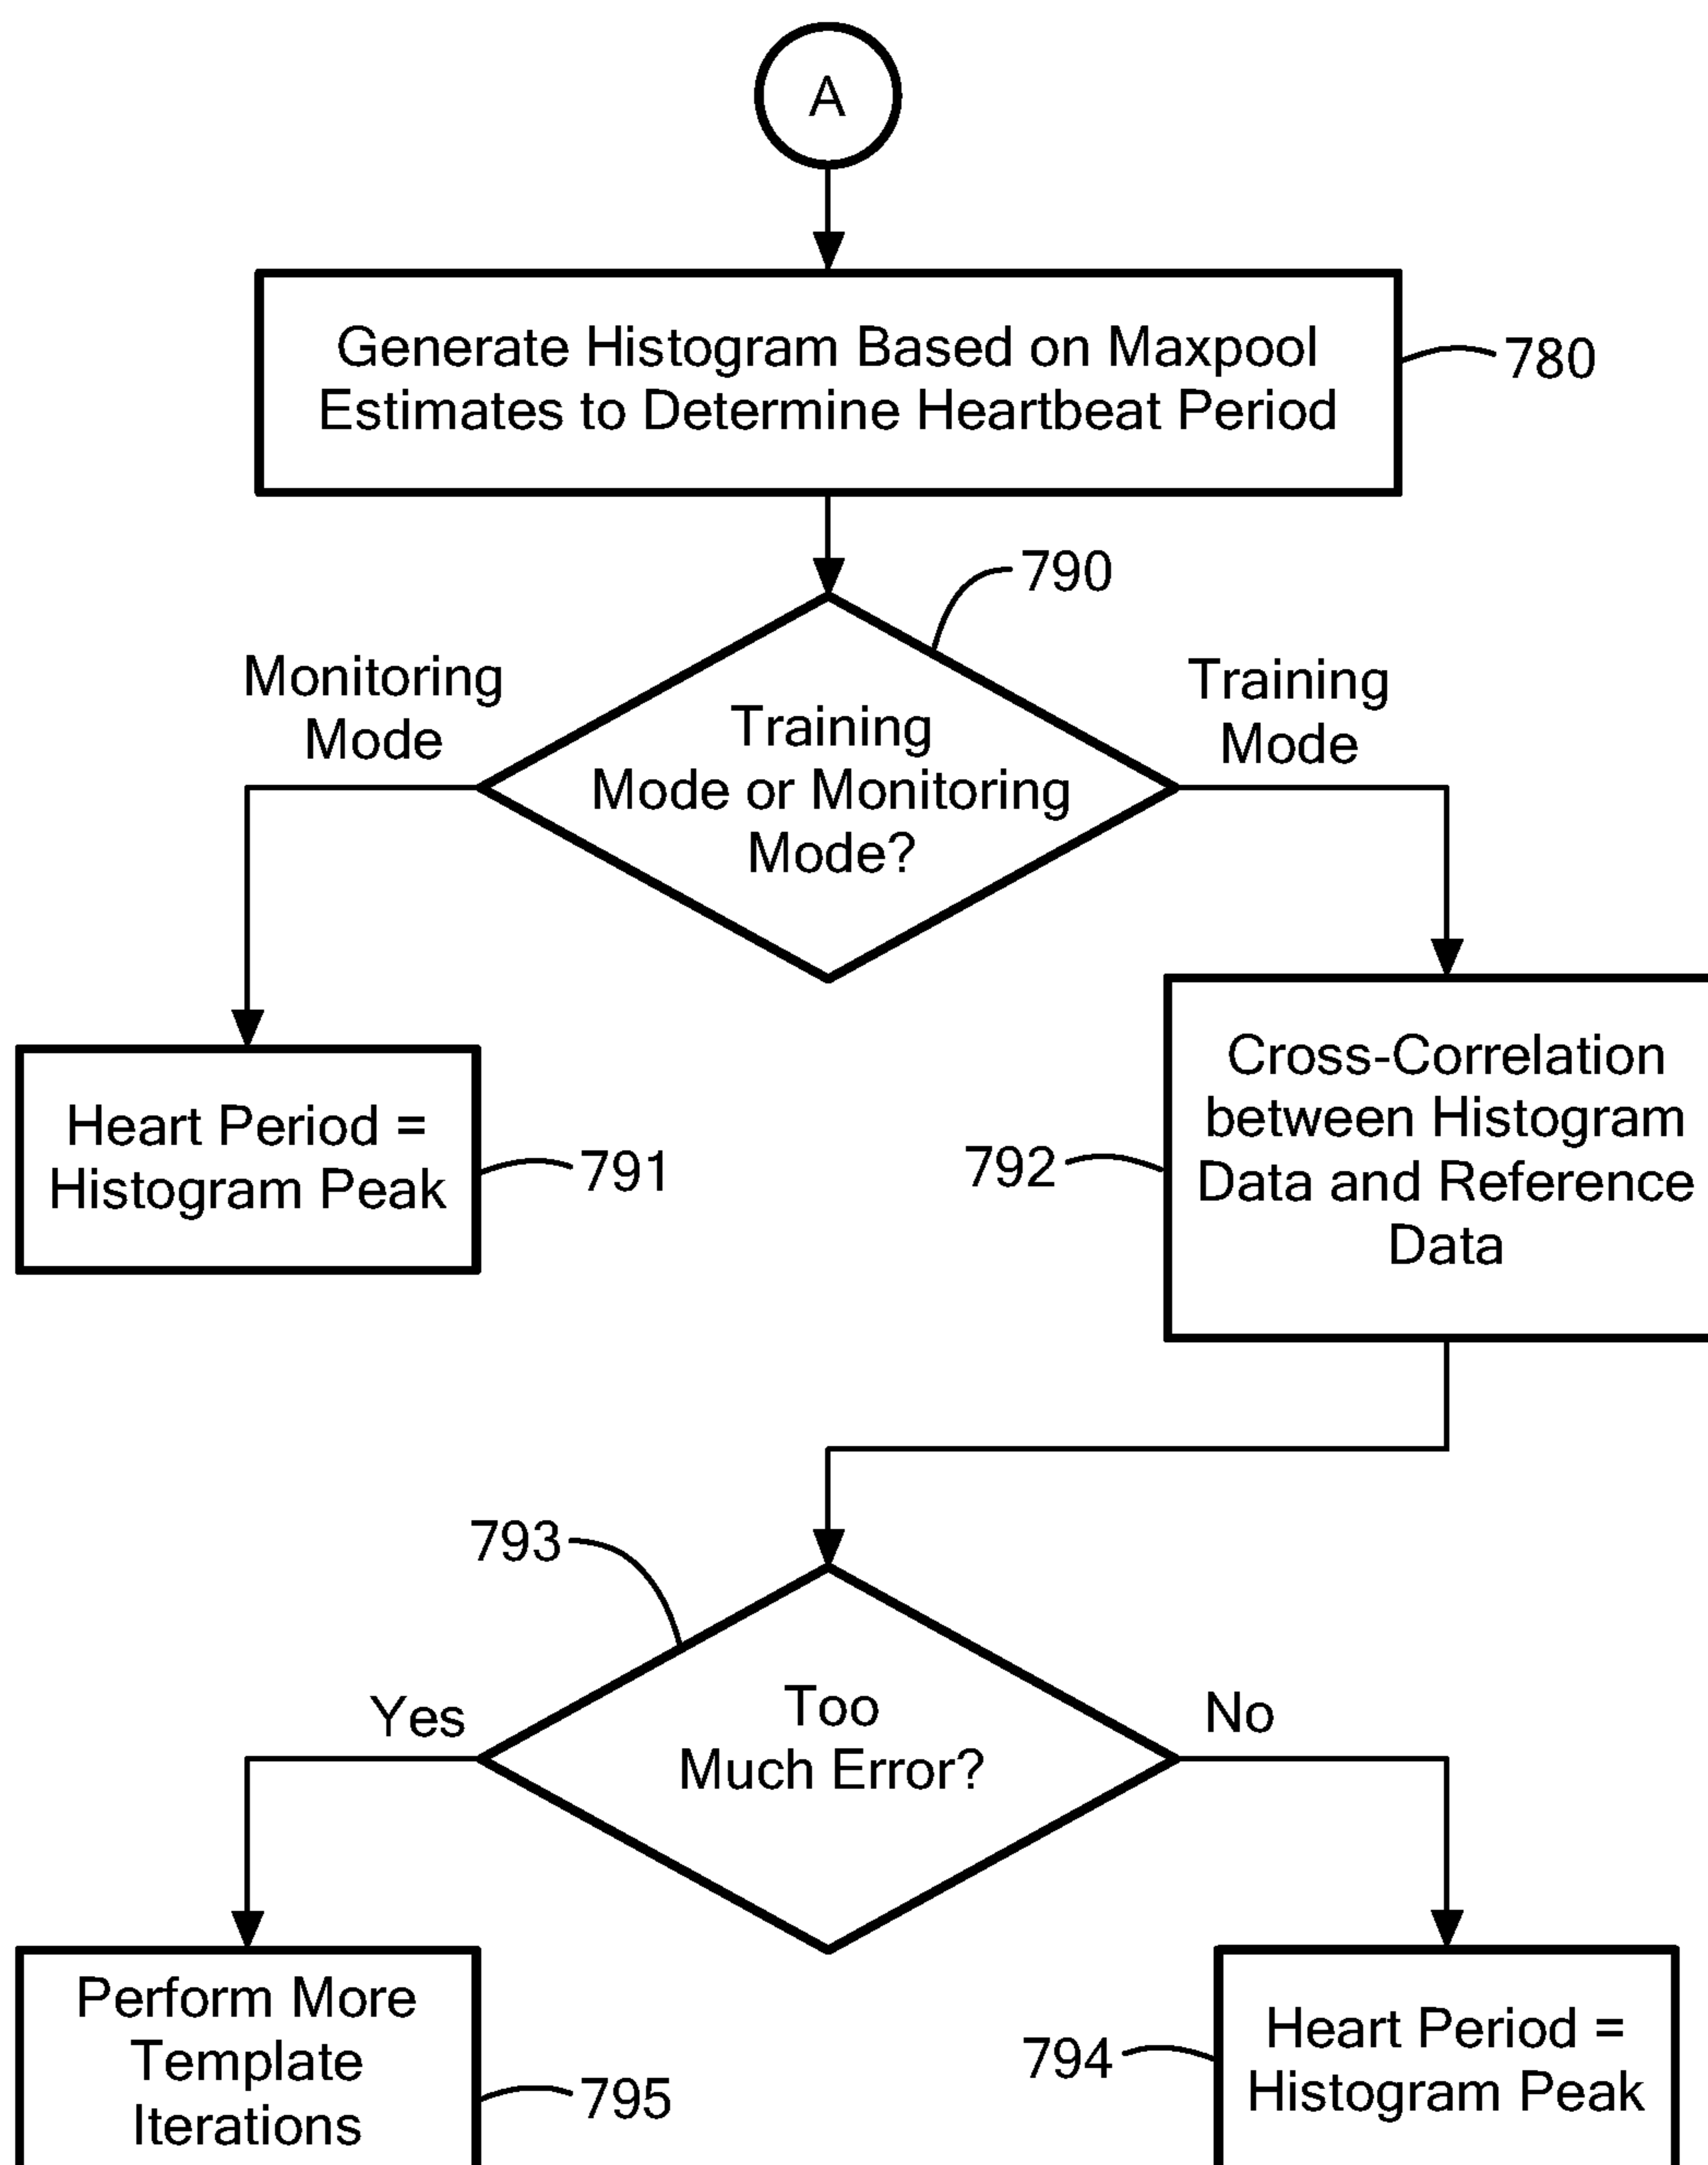 A
Generate Histogram Based on Maxpool
Estimates to Determine Heartbeat Period
780
790
Monitoring
Mode
Training
Mode
Training
Mode or Monitoring
Mode?
Heart Period =
Histogram Peak
791
792
Cross-Correlation
between Histogram
Data and Reference
Data
793
Yes
Too
Much Error?
No
Perform More
Template
Iterations
795
794
Heart Period =
Histogram Peak